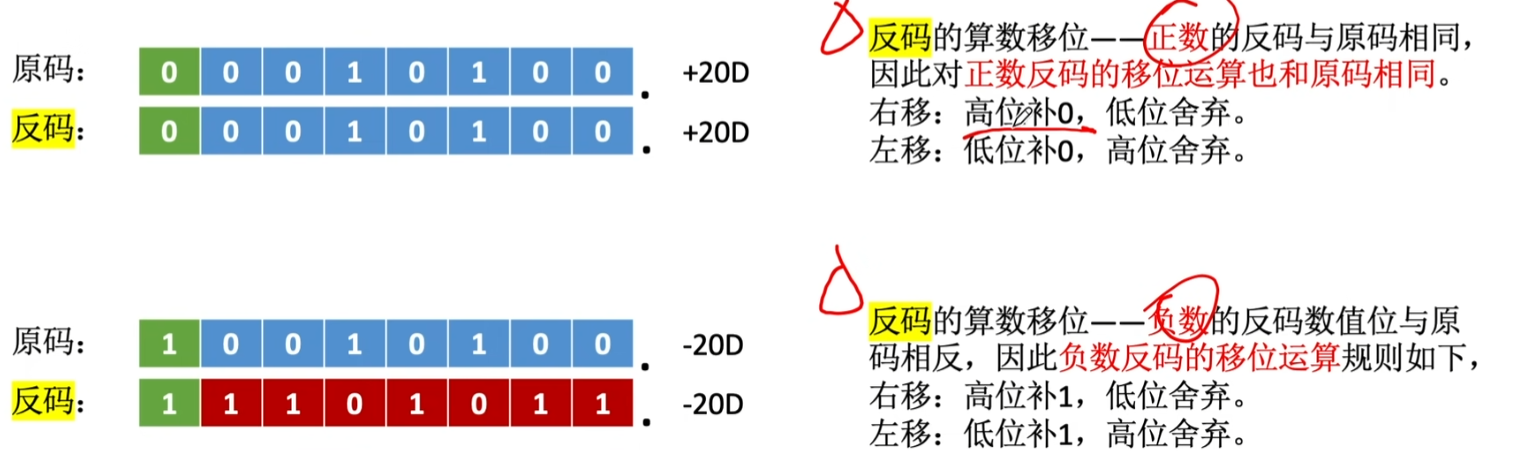 原码： 0 0 0 1 0 1 0 0 . +20D
反码： 0 0 0 1 0 1 0 0 . +20D
反码的算数移位——正数的反码与原码相同，
因此对正数反码的移位运算也和原码相同。
右移：高位补0，低位舍弃。
左移：低位补0，高位舍弃。
原码： 1 0 0 1 0 1 0 0 . -20D
反码： 1 1 1 0 1 0 1 1 . -20D
反码的算数移位——负数的反码数值位与原
码相反，因此负数反码的移位运算规则如下，
右移：高位补1，低位舍弃。
左移：低位补1，高位舍弃。